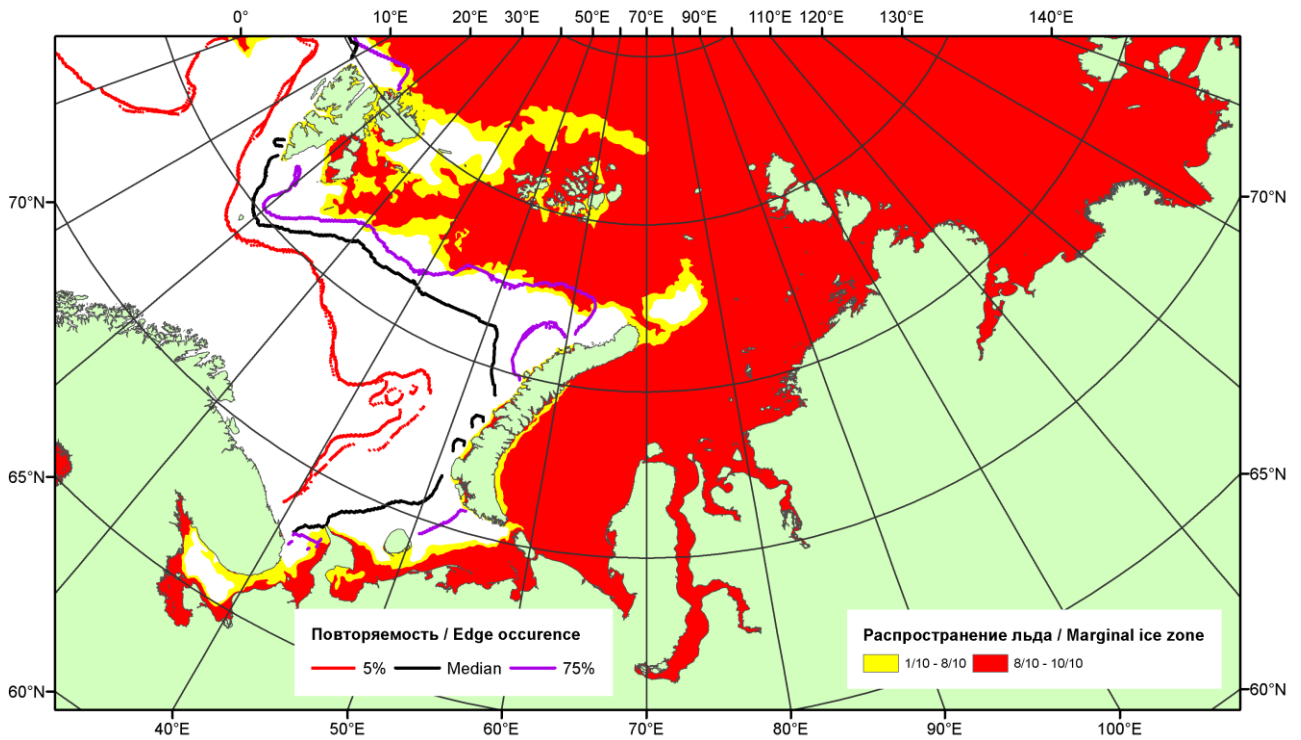 0° 10°E 20°E 30°E 50°E 70°E 90°E 110°E 120°E 130°E 140°E
70°N 70°N
65°N 65°N
60°N 60°N
Повторяемость / Edge occurence
5% Median 75%
Распространение льда / Marginal ice zone
1/10 - 8/10 8/10 - 10/10
40°E 50°E 60°E 70°E 80°E 90°E 100°E